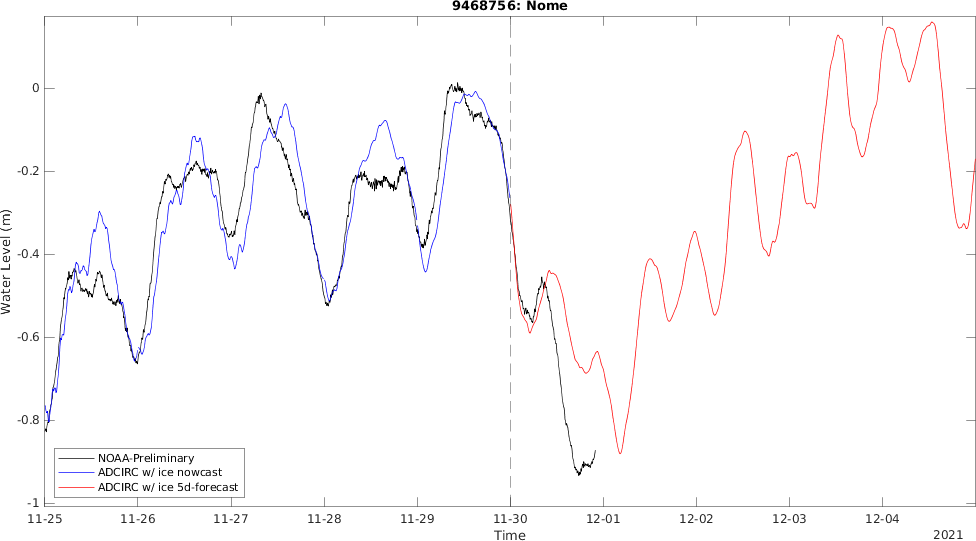 9468756: Nome
Water Level (m)
0
-0.2
-0.4
-0.6
-0.8
-1
NOAA-Preliminary
ADCIRC w/ ice nowcast
ADCIRC w/ ice 5d-forecast
11-25 11-26 11-27 11-28 11-29 11-30 12-01 12-02 12-03 12-04
Time
2021